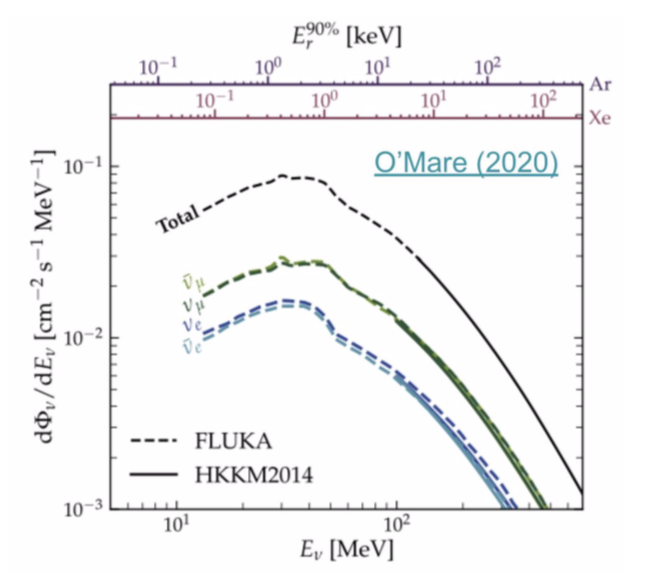 E_r^{90%} [keV]
10^{-1} 10^0 10^1 10^2 Ar
10^{-1} 10^0 10^1 10^2 Xe
O'Mare (2020)
10^{-1}
Total
ν̄_μ
ν_μ
ν_e
ν̄_e
10^{-2}
dΦ_ν/dE_ν [cm^{-2} s^{-1} MeV^{-1}]
FLUKA
HKKM2014
10^{-3}
10^1 10^2
E_ν [MeV]